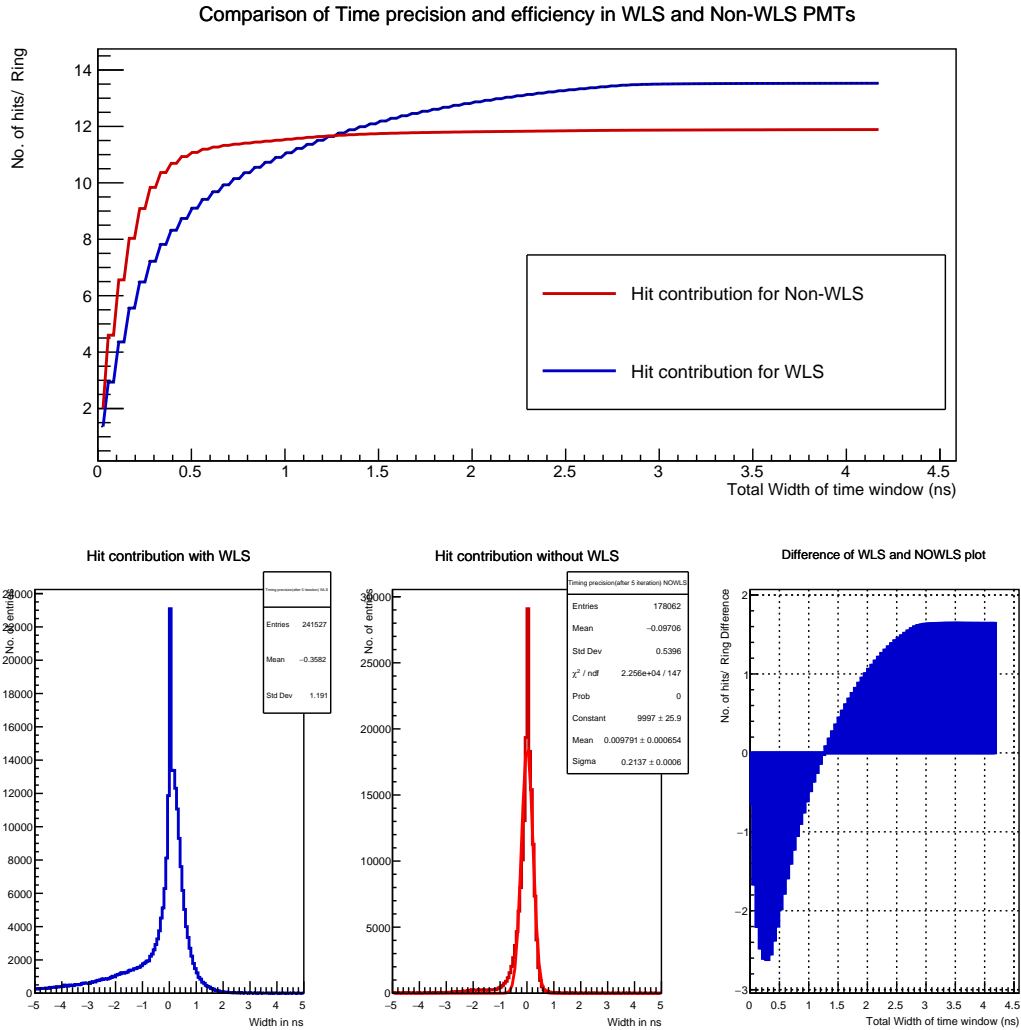 Comparison of Time precision and efficiency in WLS and Non-WLS PMTs
No. of hits/ Ring
14
12
10
8
6
4
2
Hit contribution for Non-WLS
Hit contribution for WLS
0 0.5 1 1.5 2 2.5 3 3.5 4 4.5
Total Width of time window (ns)
Hit contribution with WLS
No. of entries
24000
22000
20000
18000
16000
14000
12000
10000
8000
6000
4000
2000
0
Timing precision(after 5 iteration) WLS
Entries 241527
Mean −0.3582
Std Dev 1.191
−5 −4 −3 −2 −1 0 1 2 3 4 5
Width in ns
Hit contribution without WLS
No. of entries
30000
25000
20000
15000
10000
5000
0
Timing precision(after 5 iteration) NOWLS
Entries 178062
Mean −0.09706
Std Dev 0.5396
χ² / ndf 2.256e+04 / 147
Prob 0
Constant 9997 ± 25.9
Mean 0.009791 ± 0.000654
Sigma 0.2137 ± 0.0006
−5 −4 −3 −2 −1 0 1 2 3 4 5
Width in ns
Difference of WLS and NOWLS plot
No. of hits/ Ring Difference
2
1
0
−1
−2
−3
0 0.5 1 1.5 2 2.5 3 3.5 4 4.5
Total Width of time window (ns)